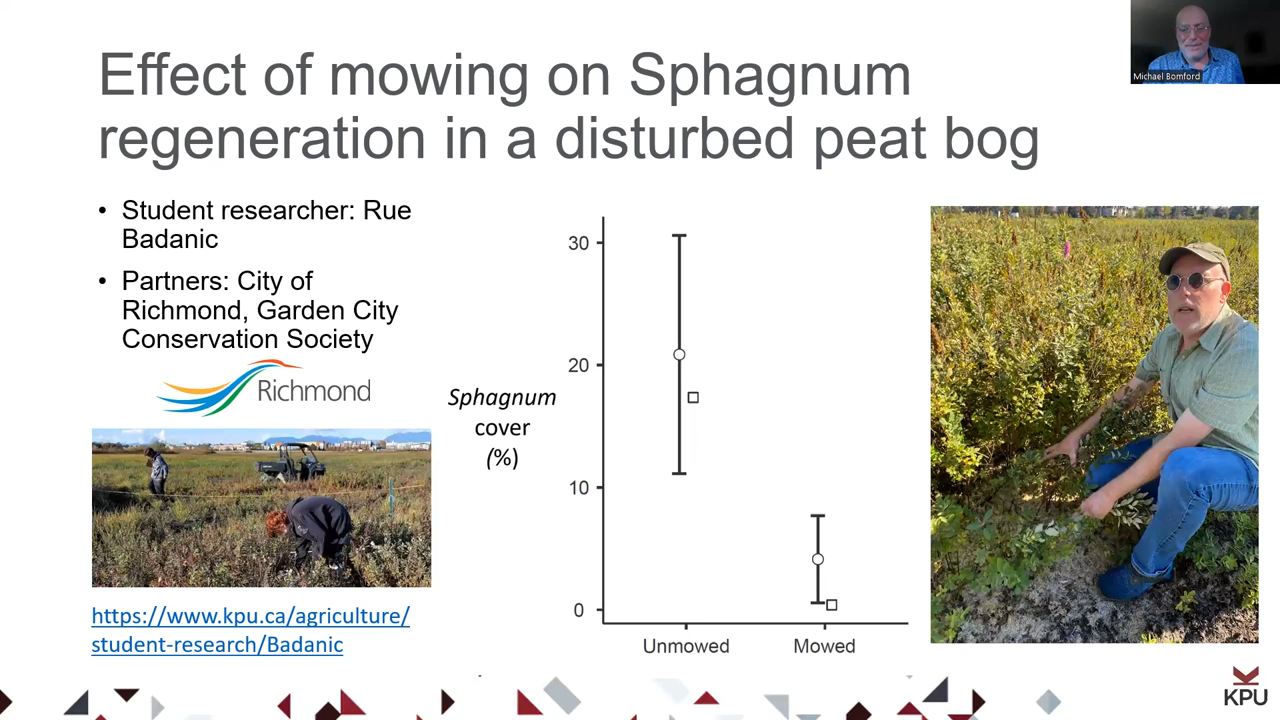 Effect of mowing on Sphagnum
regeneration in a disturbed peat bog
Michael Bomford
• Student researcher: Rue
Badanic
• Partners: City of
Richmond, Garden City
Conservation Society
Richmond
https://www.kpu.ca/agriculture/
student-research/Badanic
Sphagnum
cover
(%)
30
20
10
0
Unmowed Mowed
KPU